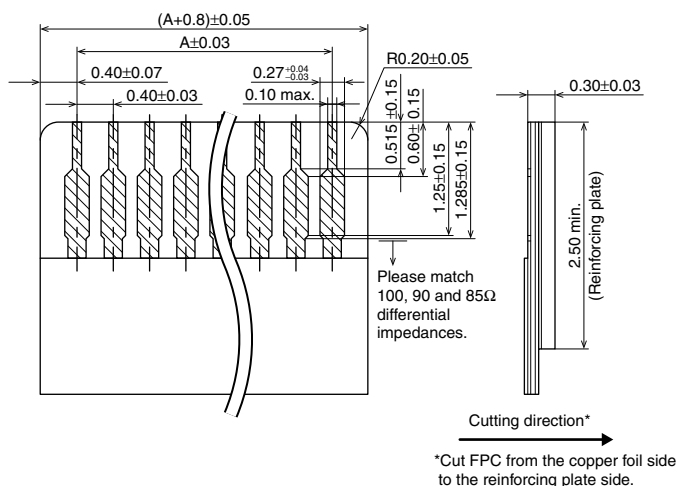 (A+0.8)±0.05
A±0.03
0.40±0.07
0.27 +0.04 −0.03
R0.20±0.05
0.30±0.03
0.40±0.03
0.10 max.
0.515 ±0.15
0.60± 0.15
1.25±0.15
1.285±0.15
2.50 min.
(Reinforcing plate)
Please match
100, 90 and 85Ω
differential
impedances.
Cutting direction*
*Cut FPC from the copper foil side
to the reinforcing plate side.